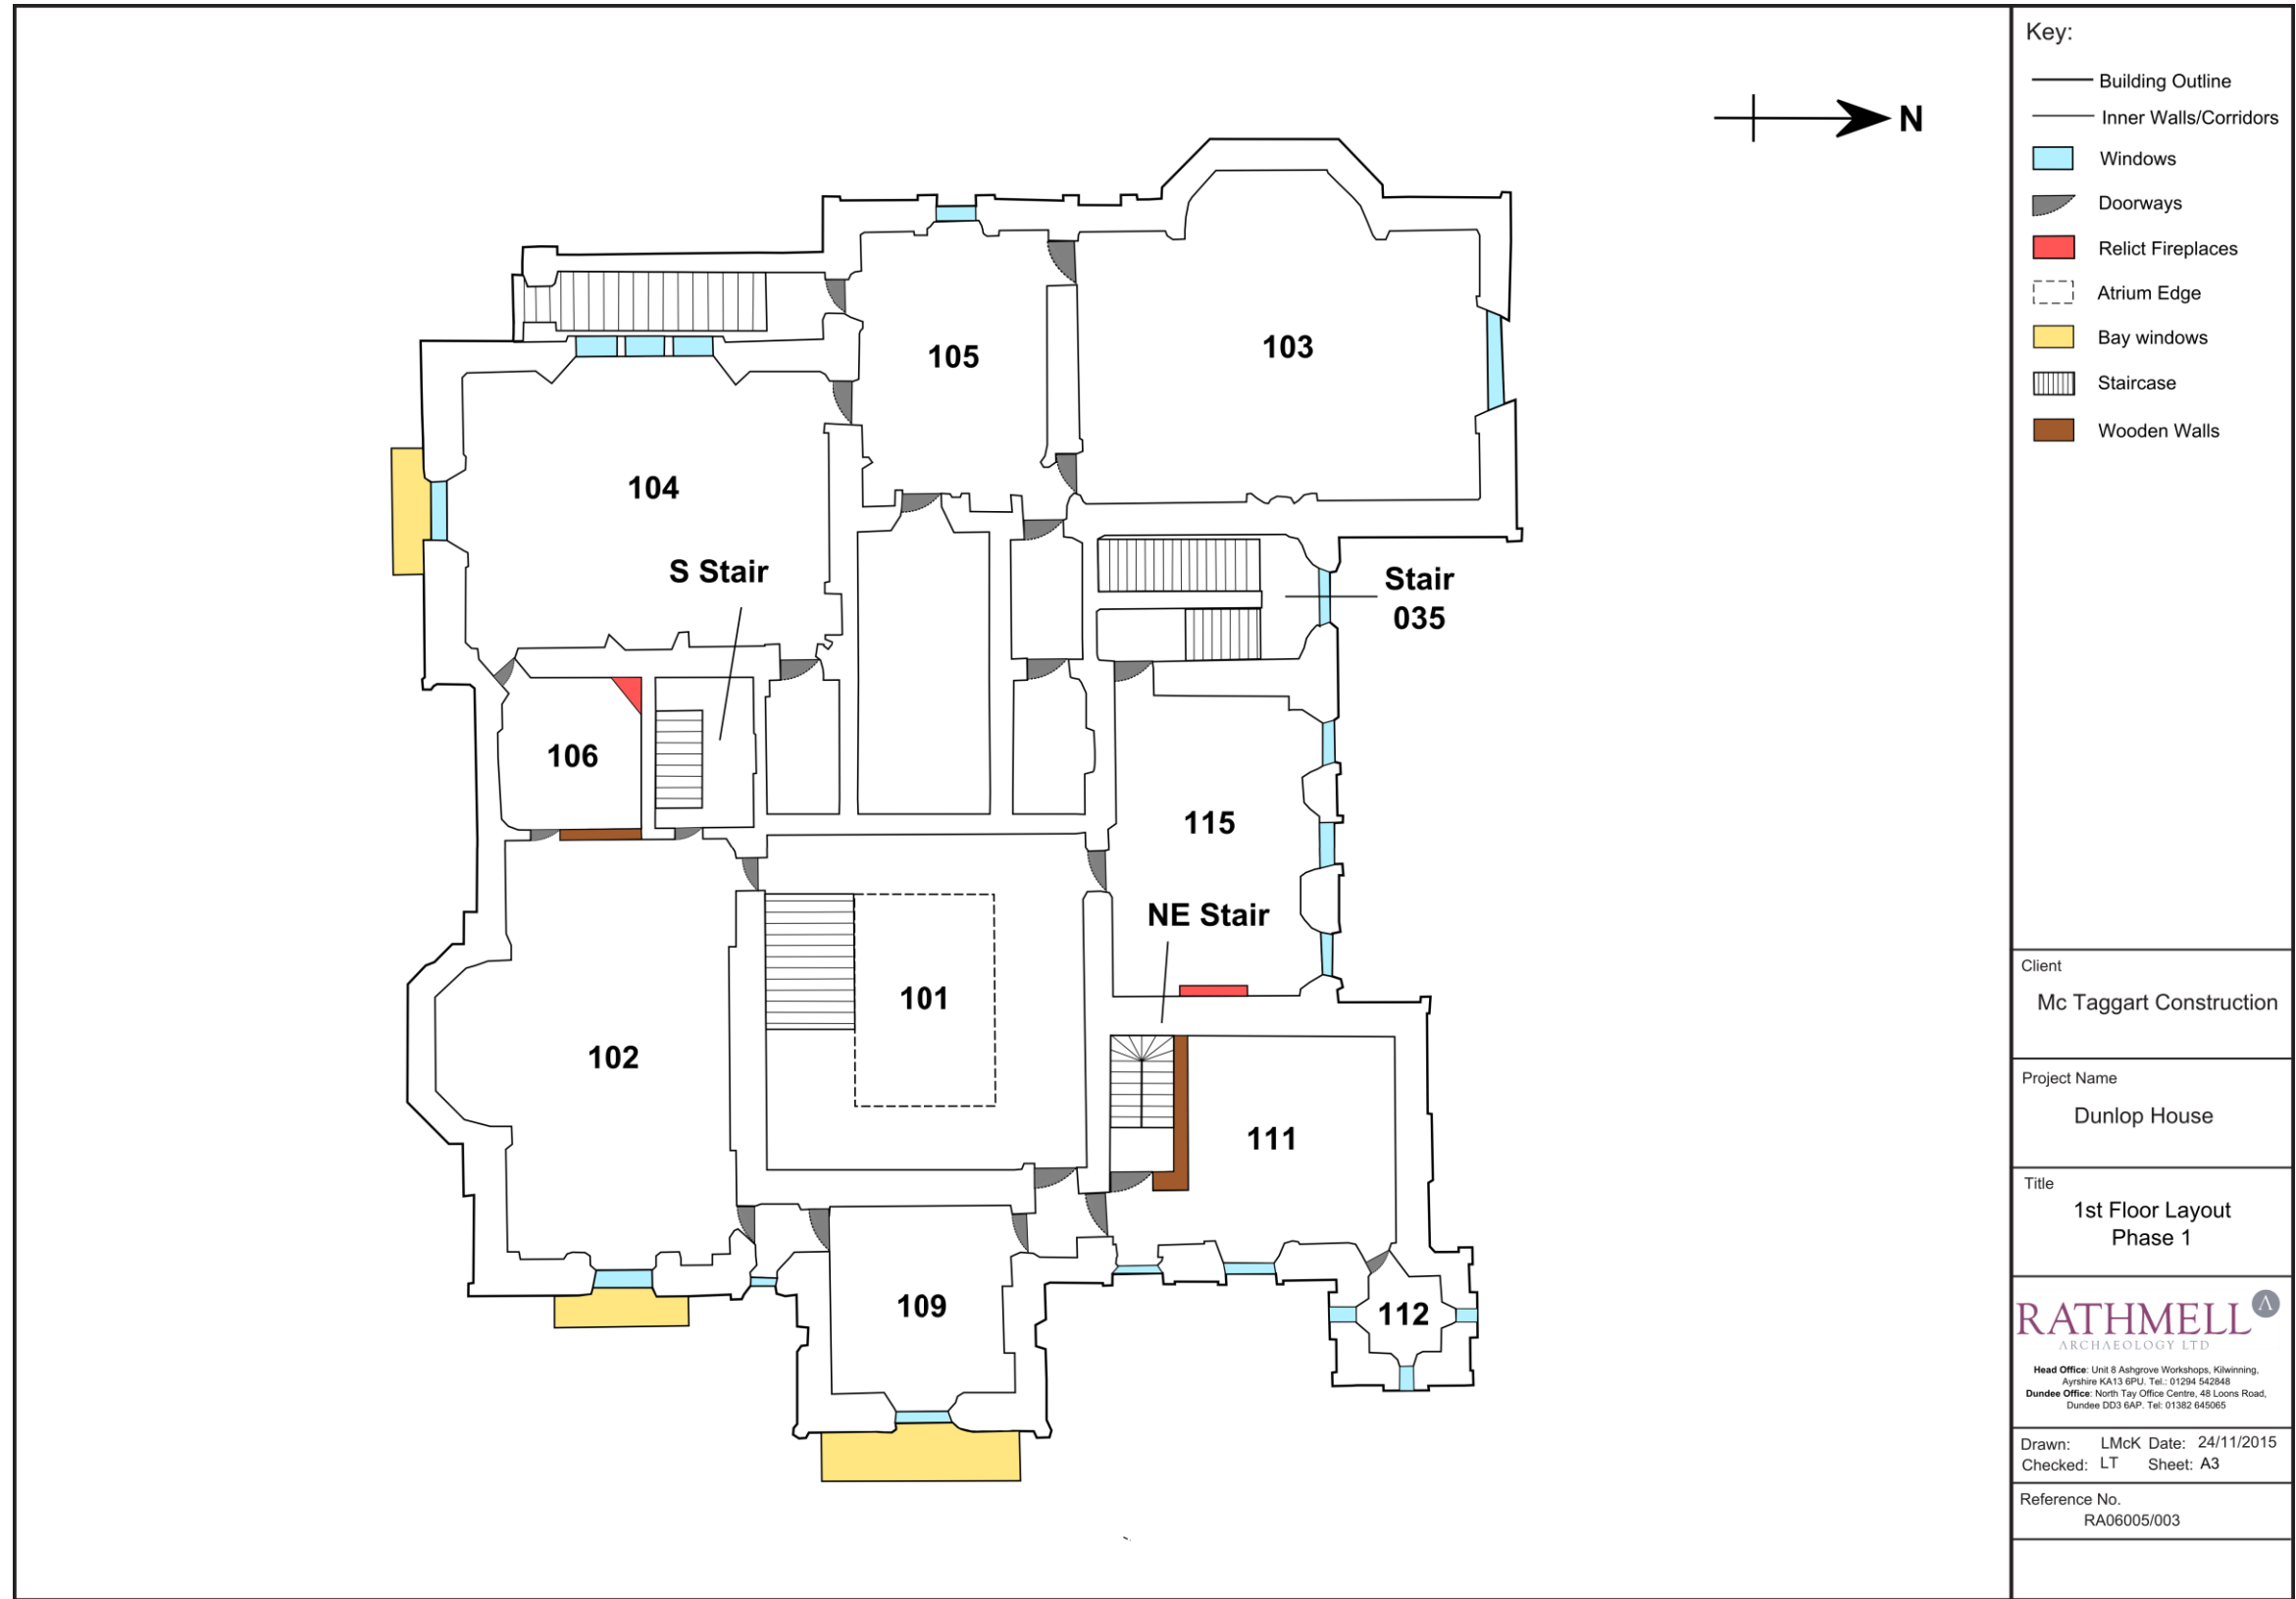 N
105
103
104
S Stair
Stair
035
106
115
NE Stair
101
102
111
109
112
Key:
Building Outline
Inner Walls/Corridors
Windows
Doorways
Relict Fireplaces
Atrium Edge
Bay windows
Staircase
Wooden Walls
Client
Mc Taggart Construction
Project Name
Dunlop House
Title
1st Floor Layout
Phase 1
RATHMELL Λ
ARCHAEOLOGY LTD
Head Office: Unit 8 Ashgrove Workshops, Kilwinning,
Ayrshire KA13 6PU. Tel.: 01294 542848
Dundee Office: North Tay Office Centre, 48 Loons Road,
Dundee DD3 6AP. Tel: 01382 645065
Drawn: LMcK Date: 24/11/2015
Checked: LT Sheet: A3
Reference No.
RA06005/003